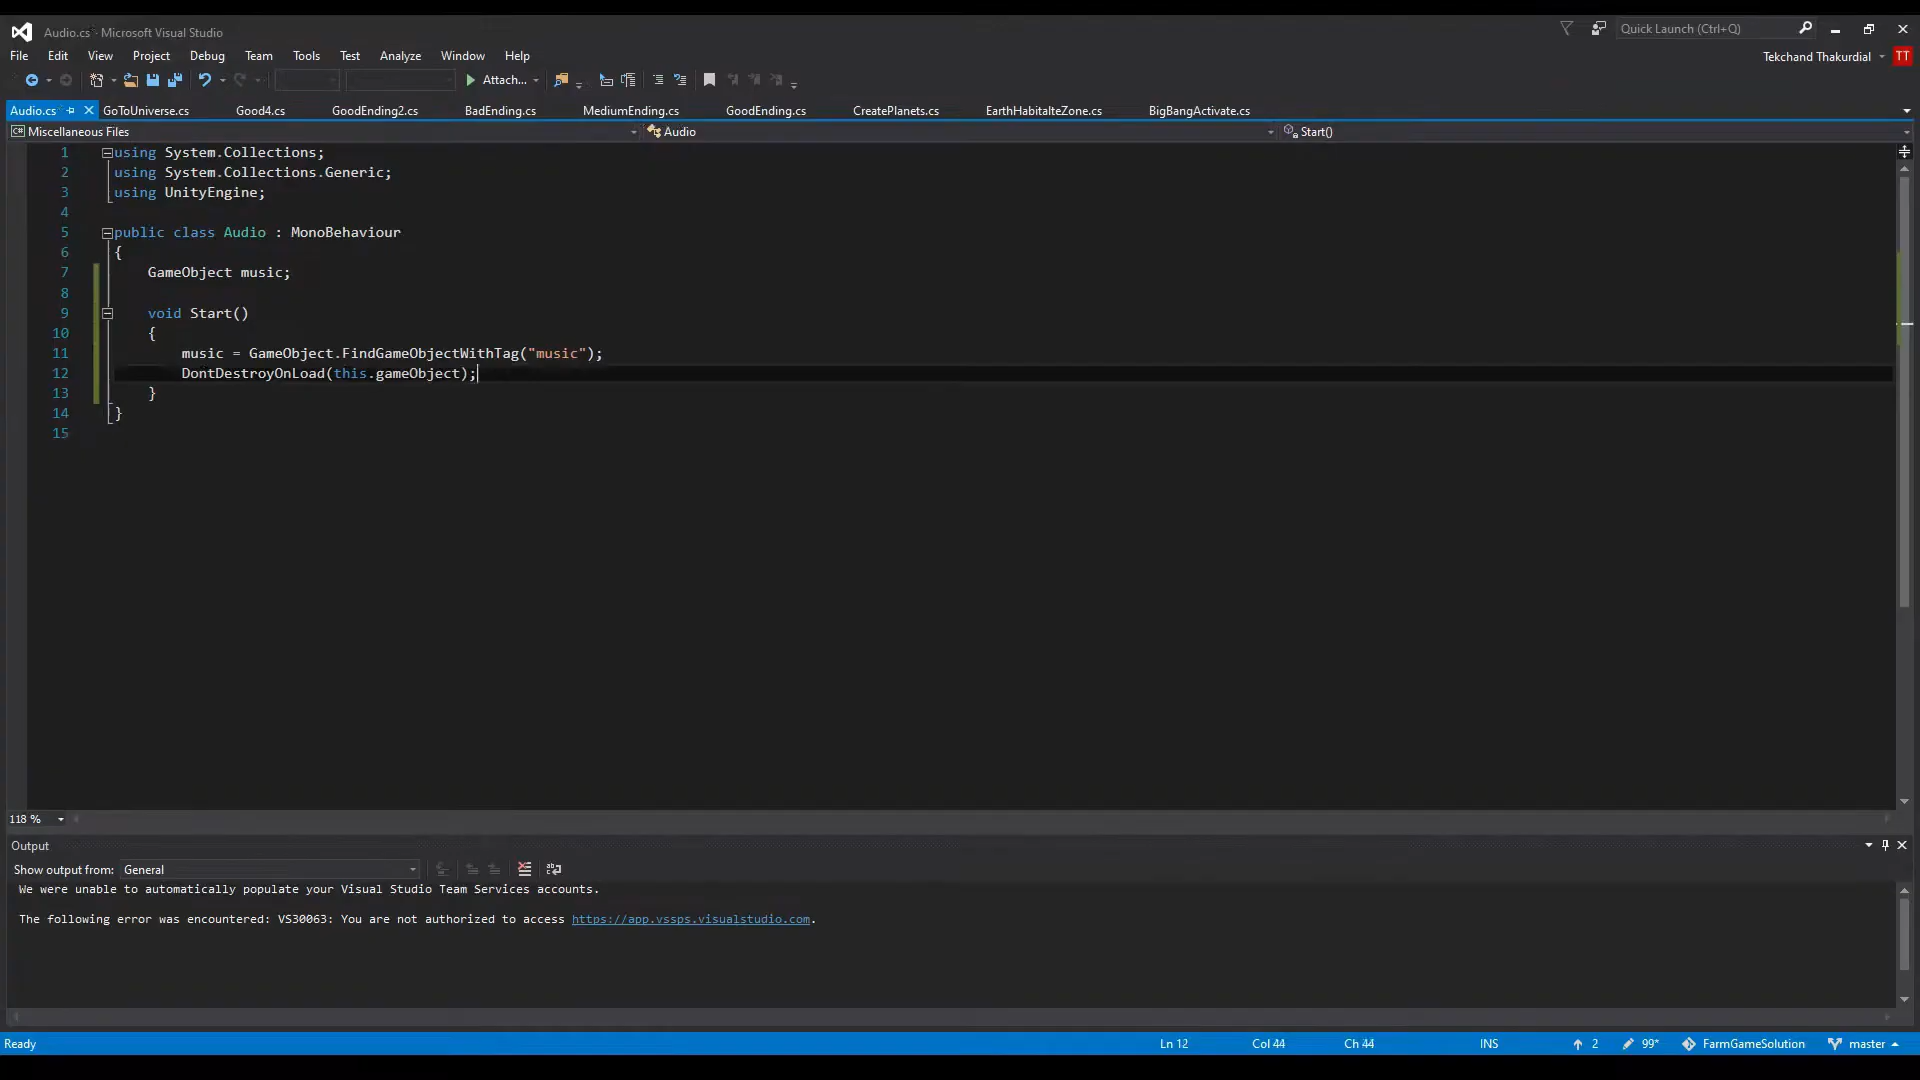 Audio.cs - Microsoft Visual Studio
Quick Launch (Ctrl+Q)
File Edit View Project Debug Team Tools Test Analyze Window Help
Tekchand Thakurdial TT
Attach...
Audio.cs GoToUniverse.cs Good4.cs GoodEnding2.cs BadEnding.cs MediumEnding.cs GoodEnding.cs CreatePlanets.cs EarthHabitalteZone.cs BigBangActivate.cs
C# Miscellaneous Files Audio Start()
1 using System.Collections;
2 using System.Collections.Generic;
3 using UnityEngine;
4
5 public class Audio : MonoBehaviour
6 {
7 GameObject music;
8
9 void Start()
10 {
11 music = GameObject.FindGameObjectWithTag("music");
12 DontDestroyOnLoad(this.gameObject);
13 }
14 }
15
118 %
Output
Show output from: General
We were unable to automatically populate your Visual Studio Team Services accounts.
The following error was encountered: VS30063: You are not authorized to access https://app.vssps.visualstudio.com.
Ready Ln 12 Col 44 Ch 44 INS 2 99* FarmGameSolution master